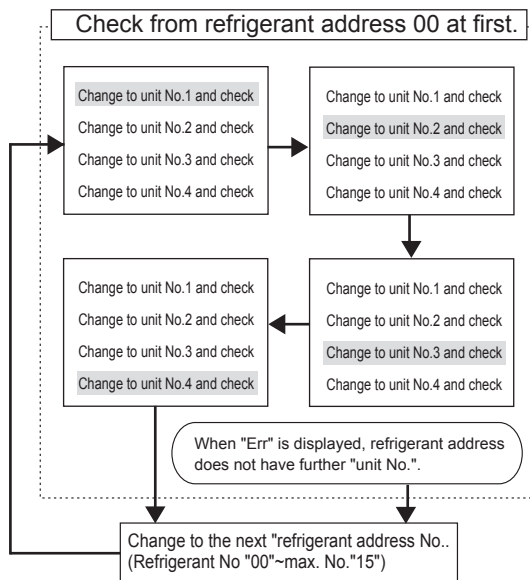 Check from refrigerant address 00 at first.
Change to unit No.1 and check
Change to unit No.2 and check
Change to unit No.3 and check
Change to unit No.4 and check
Change to unit No.1 and check
Change to unit No.2 and check
Change to unit No.3 and check
Change to unit No.4 and check
Change to unit No.1 and check
Change to unit No.2 and check
Change to unit No.3 and check
Change to unit No.4 and check
Change to unit No.1 and check
Change to unit No.2 and check
Change to unit No.3 and check
Change to unit No.4 and check
When "Err" is displayed, refrigerant address
does not have further "unit No.".
Change to the next "refrigerant address No..
(Refrigerant No "00"~max. No."15")